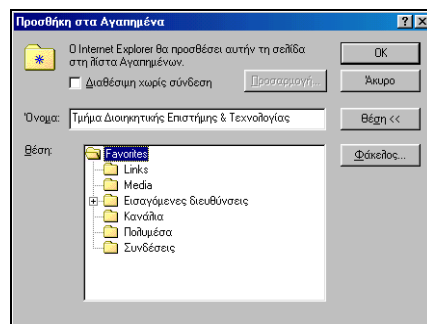 Προσθήκη στα Αγαπημένα
Ο Internet Explorer θα προσθέσει αυτήν τη σελίδα
στη λίστα Αγαπημένων.
Διαθέσιμη χωρίς σύνδεση
Προσαρμογή...
OK
Άκυρο
Όνομα:
Τμήμα Διοικητικής Επιστήμης & Τεχνολογίας
Θέση <<
Θέση:
Φάκελος...
Favorites
Links
Media
Εισαγόμενες διευθύνσεις
Κανάλια
Πολυμέσα
Συνδέσεις